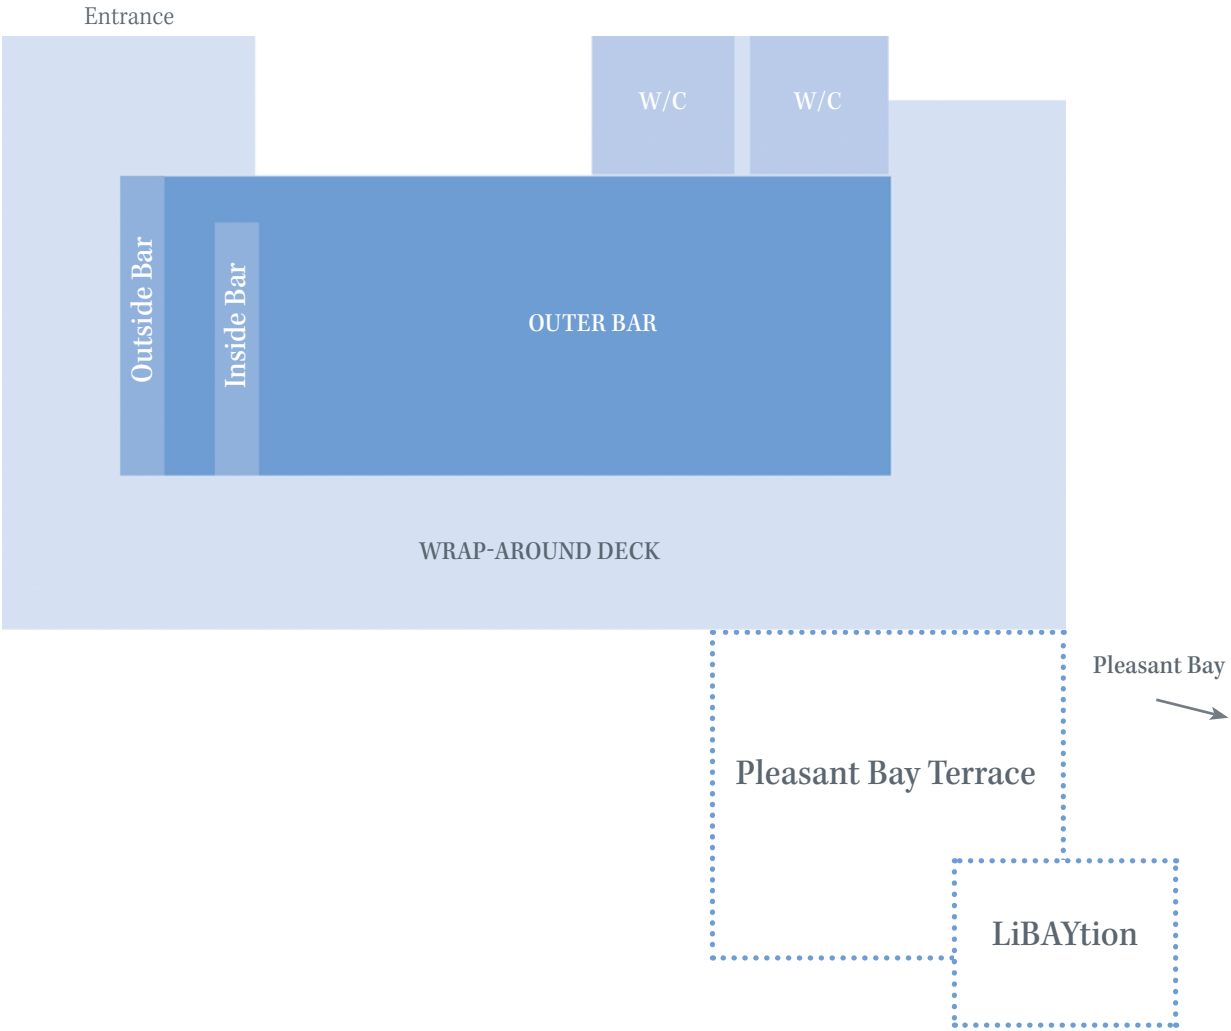 Entrance
W/C
W/C
Outside Bar
Inside Bar
OUTER BAR
WRAP-AROUND DECK
Pleasant Bay
Pleasant Bay Terrace
LiBAYtion